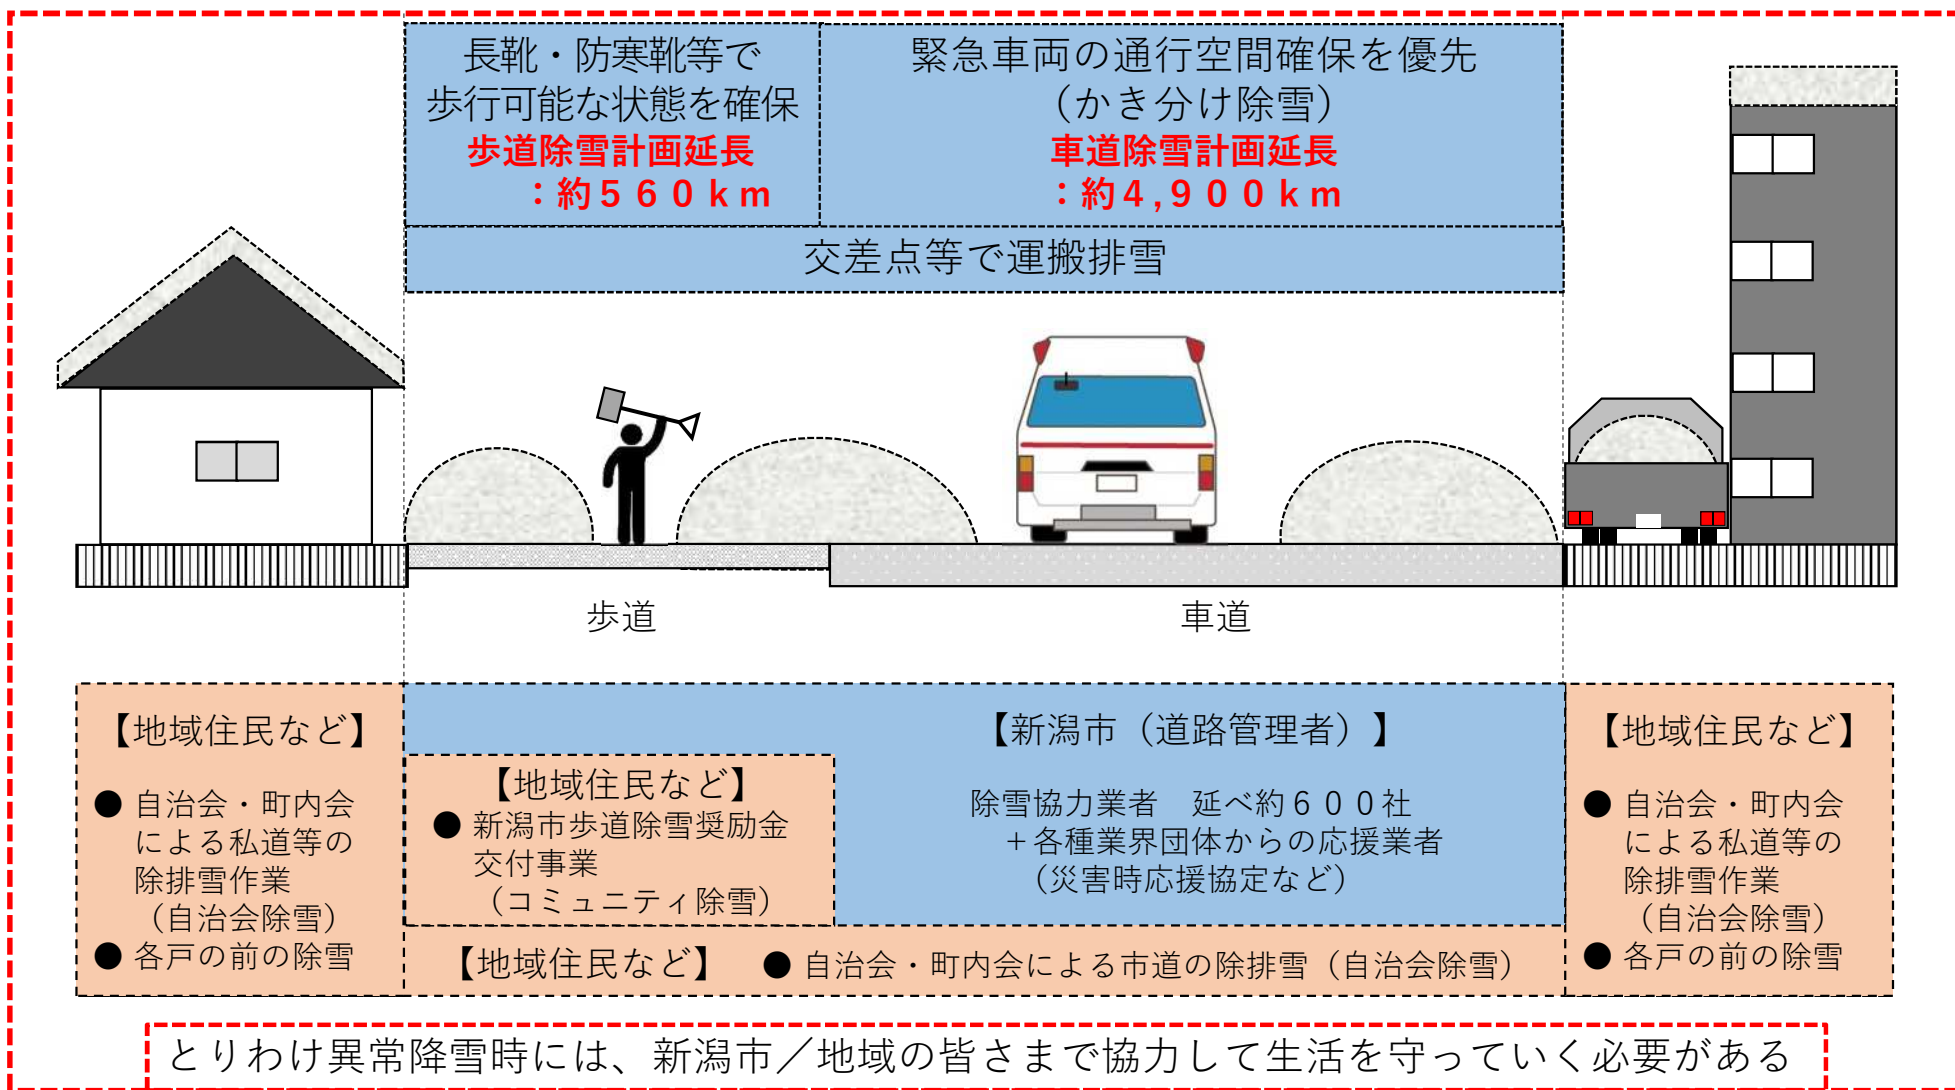 長靴・防寒靴等で
歩行可能な状態を確保
歩道除雪計画延長
：約５６０ｋｍ
緊急車両の通行空間確保を優先
（かき分け除雪）
車道除雪計画延長
：約４,９００ｋｍ
交差点等で運搬排雪
歩道
車道
【地域住民など】
● 自治会・町内会
による私道等の
除排雪作業
（自治会除雪）
● 各戸の前の除雪
【新潟市（道路管理者）】
除雪協力業者　延べ約６００社
＋各種業界団体からの応援業者
（災害時応援協定など）
【地域住民など】
● 新潟市歩道除雪奨励金
交付事業
（コミュニティ除雪）
【地域住民など】　● 自治会・町内会による市道の除排雪（自治会除雪）
【地域住民など】
● 自治会・町内会
による私道等の
除排雪作業
（自治会除雪）
● 各戸の前の除雪
とりわけ異常降雪時には、新潟市／地域の皆さまで協力して生活を守っていく必要がある